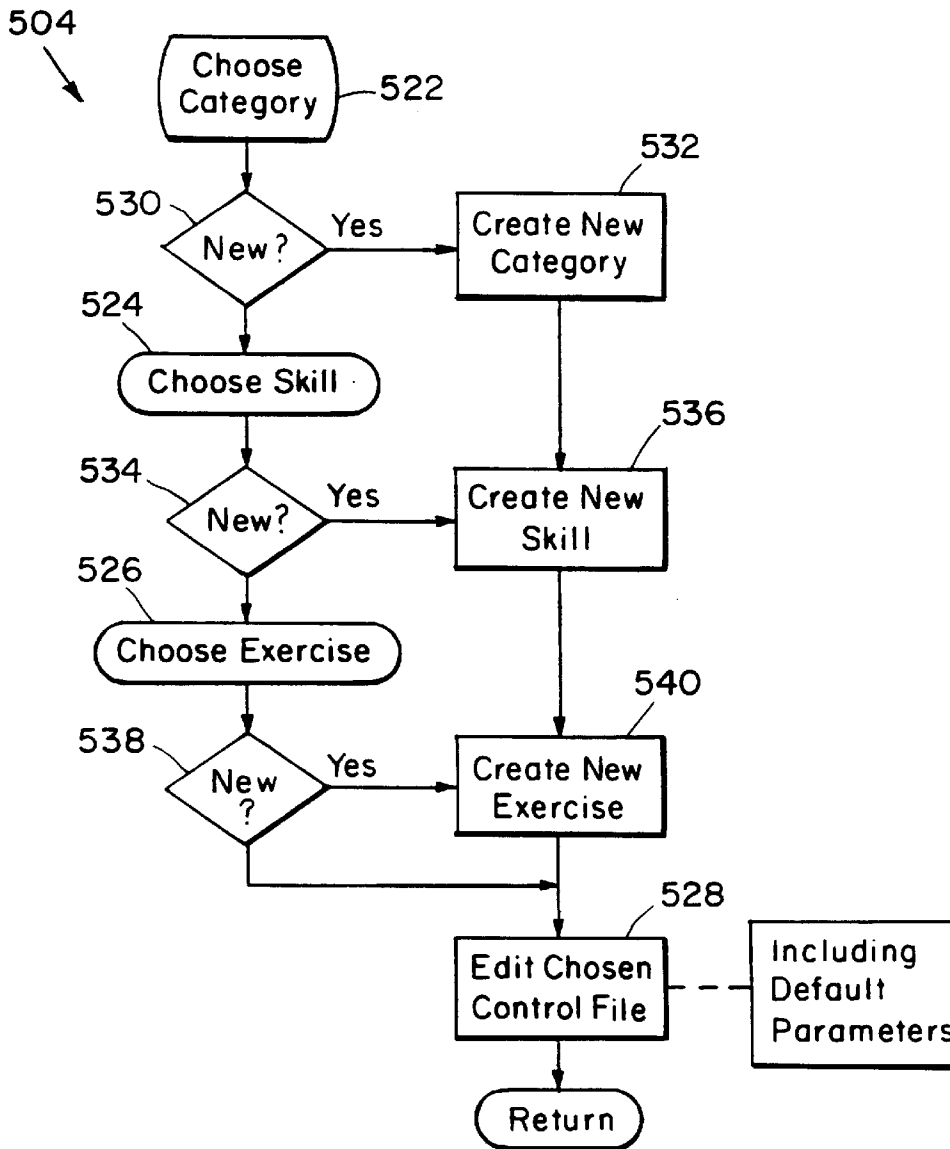 504
Choose
Category
522
530
New?
Yes
532
Create New
Category
524
Choose Skill
534
New?
Yes
536
Create New
Skill
526
Choose Exercise
538
New
?
Yes
540
Create New
Exercise
528
Edit Chosen
Control File
Including
Default
Parameters
Return